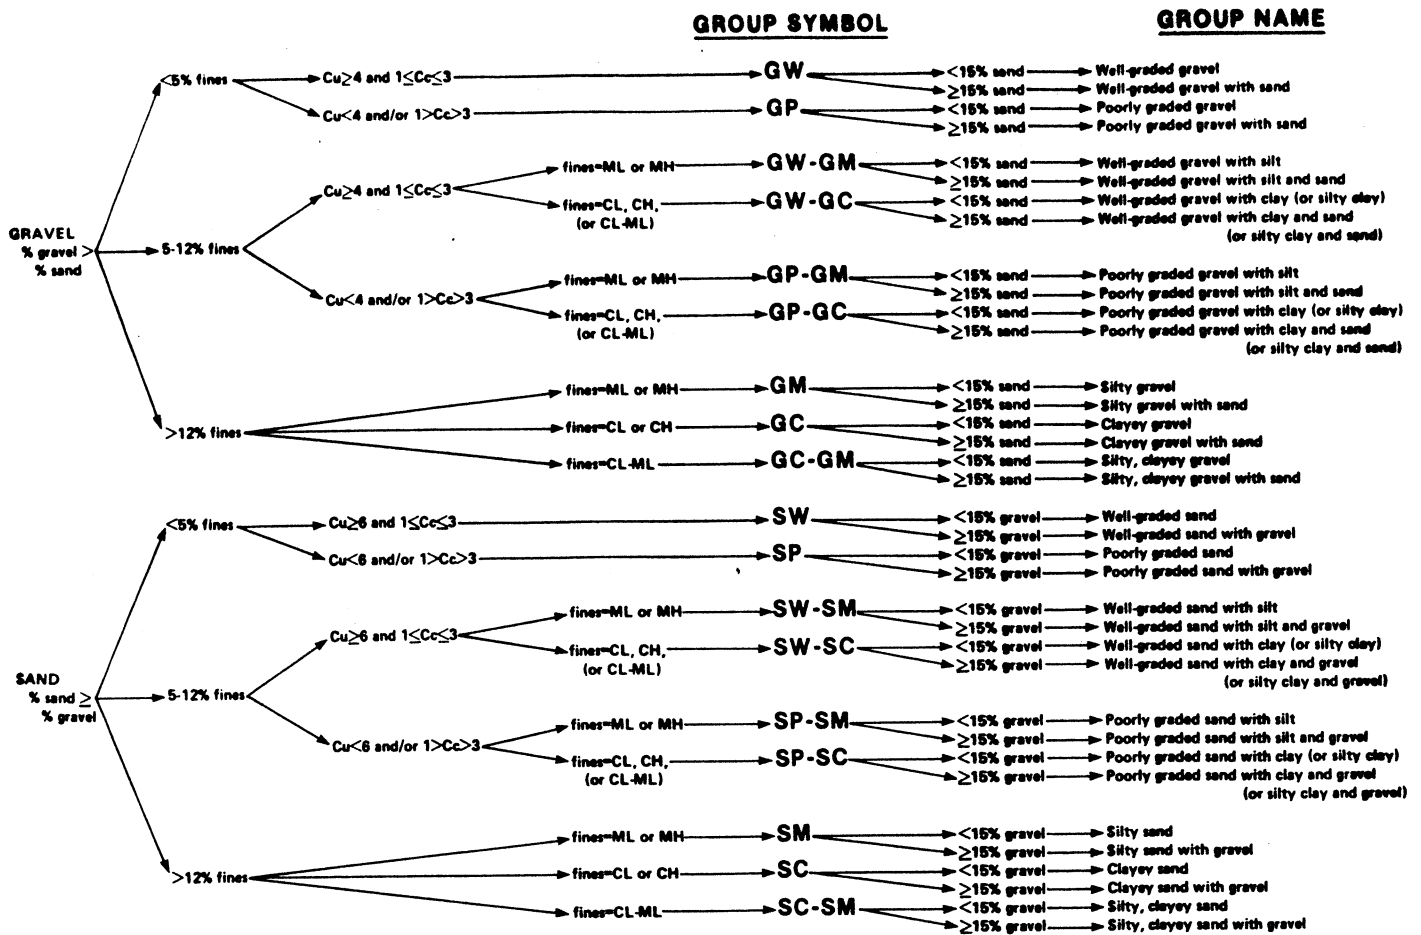 GROUP SYMBOL
GROUP NAME
<5% fines
Cu≥4 and 1≤Cc≤3
GW
<15% sand
Well-graded gravel
≥15% sand
Well-graded gravel with sand
Cu<4 and/or 1>Cc>3
GP
<15% sand
Poorly graded gravel
≥15% sand
Poorly graded gravel with sand
GRAVEL
% gravel >
% sand
5-12% fines
Cu≥4 and 1≤Cc≤3
fines=ML or MH
GW-GM
<15% sand
Well-graded gravel with silt
≥15% sand
Well-graded gravel with silt and sand
fines=CL, CH,
(or CL-ML)
GW-GC
<15% sand
Well-graded gravel with clay (or silty clay)
≥15% sand
Well-graded gravel with clay and sand
(or silty clay and sand)
Cu<4 and/or 1>Cc>3
fines=ML or MH
GP-GM
<15% sand
Poorly graded gravel with silt
≥15% sand
Poorly graded gravel with silt and sand
fines=CL, CH,
(or CL-ML)
GP-GC
<15% sand
Poorly graded gravel with clay (or silty clay)
≥15% sand
Poorly graded gravel with clay and sand
(or silty clay and sand)
>12% fines
fines=ML or MH
GM
<15% sand
Silty gravel
≥15% sand
Silty gravel with sand
fines=CL or CH
GC
<15% sand
Clayey gravel
≥15% sand
Clayey gravel with sand
fines=CL-ML
GC-GM
<15% sand
Silty, clayey gravel
≥15% sand
Silty, clayey gravel with sand
<5% fines
Cu≥6 and 1≤Cc≤3
SW
<15% gravel
Well-graded sand
≥15% gravel
Well-graded sand with gravel
Cu<6 and/or 1>Cc>3
SP
<15% gravel
Poorly graded sand
≥15% gravel
Poorly graded sand with gravel
SAND
% sand ≥
% gravel
5-12% fines
Cu≥6 and 1≤Cc≤3
fines=ML or MH
SW-SM
<15% gravel
Well-graded sand with silt
≥15% gravel
Well-graded sand with silt and gravel
fines=CL, CH,
(or CL-ML)
SW-SC
<15% gravel
Well-graded sand with clay (or silty clay)
≥15% gravel
Well-graded sand with clay and gravel
(or silty clay and gravel)
Cu<6 and/or 1>Cc>3
fines=ML or MH
SP-SM
<15% gravel
Poorly graded sand with silt
≥15% gravel
Poorly graded sand with silt and gravel
fines=CL, CH,
(or CL-ML)
SP-SC
<15% gravel
Poorly graded sand with clay (or silty clay)
≥15% gravel
Poorly graded sand with clay and gravel
(or silty clay and gravel)
>12% fines
fines=ML or MH
SM
<15% gravel
Silty sand
≥15% gravel
Silty sand with gravel
fines=CL or CH
SC
<15% gravel
Clayey sand
≥15% gravel
Clayey sand with gravel
fines=CL-ML
SC-SM
<15% gravel
Silty, clayey sand
≥15% gravel
Silty, clayey sand with gravel